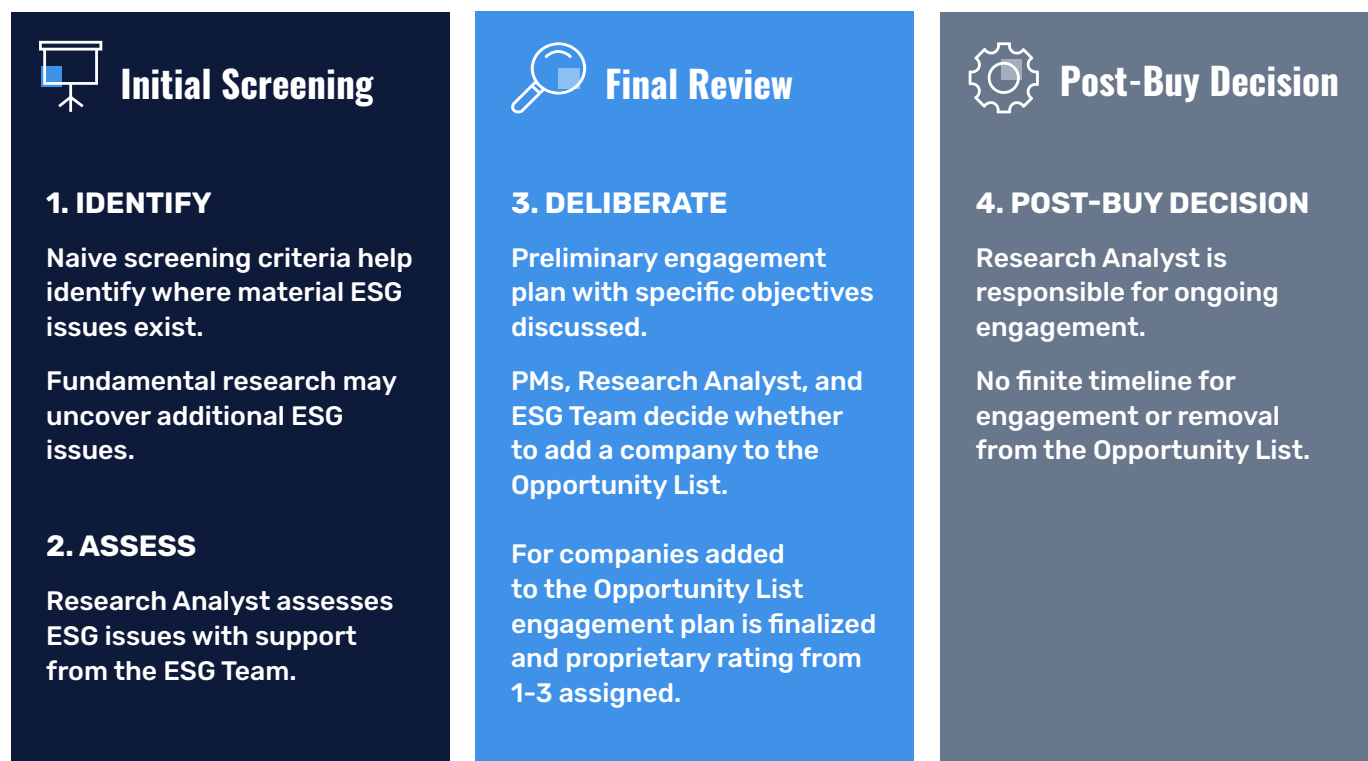 Initial Screening
1. IDENTIFY
Naive screening criteria help
identify where material ESG
issues exist.
Fundamental research may
uncover additional ESG
issues.
2. ASSESS
Research Analyst assesses
ESG issues with support
from the ESG Team.
Final Review
3. DELIBERATE
Preliminary engagement
plan with specific objectives
discussed.
PMs, Research Analyst, and
ESG Team decide whether
to add a company to the
Opportunity List.
For companies added
to the Opportunity List
engagement plan is finalized
and proprietary rating from
1-3 assigned.
Post-Buy Decision
4. POST-BUY DECISION
Research Analyst is
responsible for ongoing
engagement.
No finite timeline for
engagement or removal
from the Opportunity List.